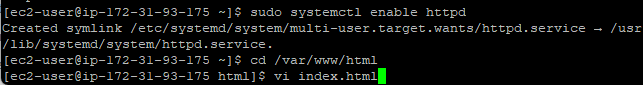 [ec2-user@ip-172-31-93-175 ~]$ sudo systemctl enable httpd
Created symlink /etc/systemd/system/multi-user.target.wants/httpd.service → /usr
/lib/systemd/system/httpd.service.
[ec2-user@ip-172-31-93-175 ~]$ cd /var/www/html
[ec2-user@ip-172-31-93-175 html]$ vi index.html